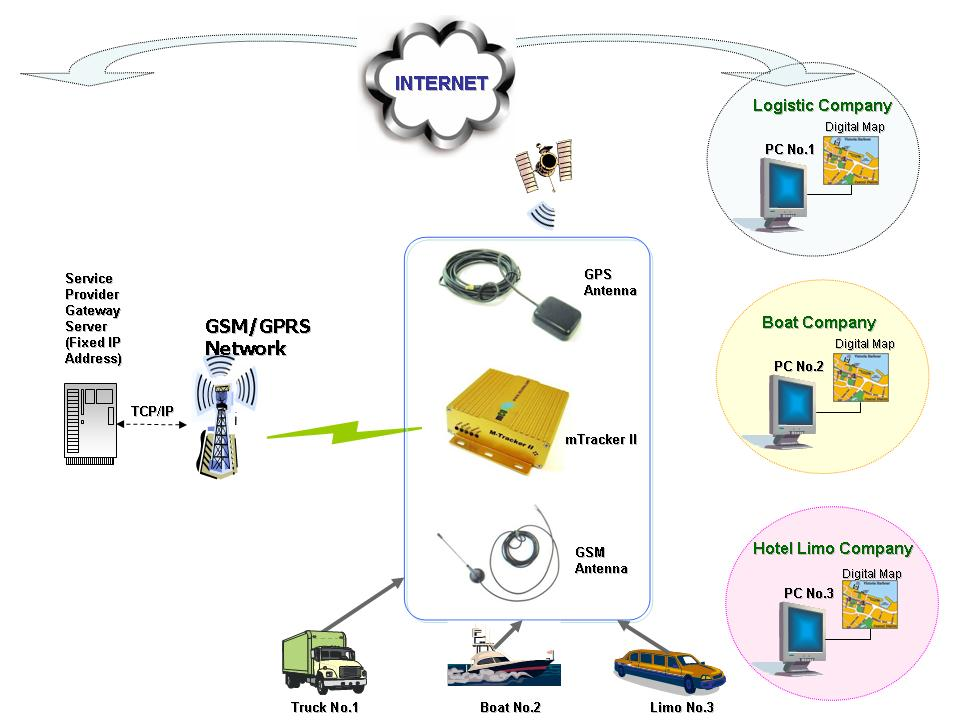 INTERNET
Logistic Company
Digital Map
PC No.1
Service
Provider
Gateway
Server
(Fixed IP
Address)
GSM/GPRS
Network
TCP/IP
GPS
Antenna
M-Tracker II
mTracker II
GSM
Antenna
Boat Company
Digital Map
PC No.2
Hotel Limo Company
Digital Map
PC No.3
Truck No.1
Boat No.2
Limo No.3